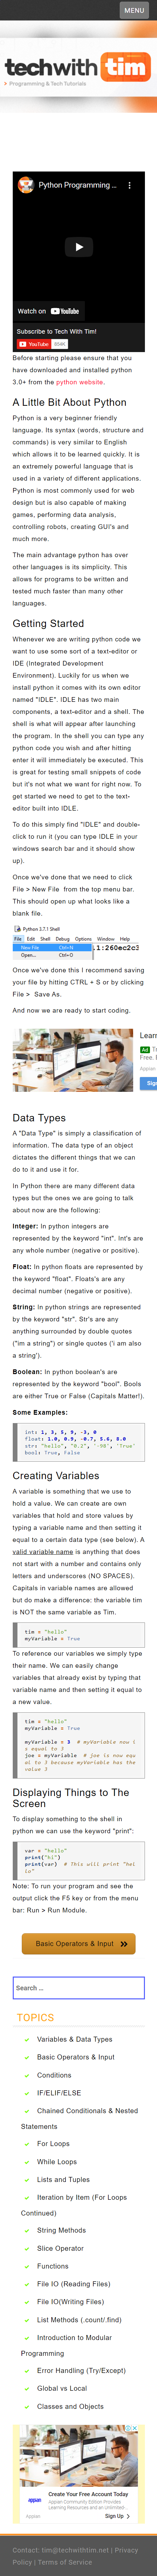 MENU
techwith tim
> Programming & Tech Tutorials
Python Programming ...
Watch on YouTube
Subscribe to Tech With Tim!
YouTube
Before starting please ensure that you
have downloaded and installed python
3.0+ from the python website.
A Little Bit About Python
Python is a very beginner friendly
language. Its syntax (words, structure and
commands) is very similar to English
which allows it to be learned quickly. It is
an extremely powerful language that is
used in a variety of different applications.
Python is most commonly used for web
design but is also capable of making
games, performing data analysis,
controlling robots, creating GUI's and
much more.
The main advantage python has over
other languages is its simplicity. This
allows for programs to be written and
tested much faster than many other
languages.
Getting Started
Whenever we are writing python code we
want to use some sort of a text-editor or
IDE (Integrated Development
Environment). Luckily for us when we
install python it comes with its own editor
named "IDLE". IDLE has two main
components, a text-editor and a shell. The
shell is what will appear after launching
the program. In the shell you can type any
python code you wish and after hitting
enter it will immediately be executed. This
is great for testing small snippets of code
but it's not what we want for right now. To
get started we need to get to the text-
editor built into IDLE.
To do this simply find "IDLE" and double-
click to run it (you can type IDLE in your
windows search bar and it should show
up).
Once we've done that we need to click
File > New File from the top menu bar.
This should open up what looks like a
blank file.
Python 3.7.1 Shell
File Edit Shell Debug Options Window Help
New File Ctrl+N
1:260ec2c3
Open... Ctrl+O
Once we've done this I recommend saving
your file by hitting CTRL + S or by clicking
File > Save As.
And now we are ready to start coding.
Learn
Ad
Free.
Appian
Sign
Data Types
A "Data Type" is simply a classification of
information. The data type of an object
dictates the different things that we can
do to it and use it for.
In Python there are many different data
types but the ones we are going to talk
about now are the following:
Integer: In python integers are
represented by the keyword "int". Int's are
any whole number (negative or positive).
Float: In python floats are represented by
the keyword "float". Floats's are any
decimal number (negative or positive).
String: In python strings are represented
by the keyword "str". Str's are any
anything surrounded by double quotes
("im a string") or single quotes ('i am also
a string').
Boolean: In python boolean's are
represented by the keyword "bool". Bools
are either True or False (Capitals Matter!).
Some Examples:
int: 1, 3, 5, 9, -3, 0
float: 1.0, 0.9, -0.7, 5.6, 8.0
str: "hello", "0.2", '-98', 'True'
bool: True, False
Creating Variables
A variable is something that we use to
hold a value. We can create are own
variables that hold and store values by
typing a variable name and then setting it
equal to a certain data type (see below). A
valid variable name is anything that does
not start with a number and contains only
letters and underscores (NO SPACES).
Capitals in variable names are allowed
but do make a difference: the variable tim
is NOT the same variable as Tim.
tim = "hello"
myVariable = True
To reference our variables we simply type
their name. We can easily change
variables that already exist by typing that
variable name and then setting it equal to
a new value.
tim = "hello"
myVariable = True
myVariable = 3 # myVariable now i
s equal to 3
joe = myVariable # joe is now equ
al to 3 because myVariable has the
value 3
Displaying Things to The
Screen
To display something to the shell in
python we can use the keyword "print":
var = "hello"
print("hi")
print(var) # This will print "hel
lo"
Note: To run your program and see the
output click the F5 key or from the menu
bar: Run > Run Module.
Basic Operators & Input
Search ...
TOPICS
Variables & Data Types
Basic Operators & Input
Conditions
IF/ELIF/ELSE
Chained Conditionals & Nested
Statements
For Loops
While Loops
Lists and Tuples
Iteration by Item (For Loops
Continued)
String Methods
Slice Operator
Functions
File IO (Reading Files)
File IO(Writing Files)
List Methods (.count/.find)
Introduction to Modular
Programming
Error Handling (Try/Except)
Global vs Local
Classes and Objects
Create Your Free Account Today
Appian Community Edition Provides
Learning Resources and an Unlimited ...
appian
Appian
Sign Up >
Contact: tim@techwithtim.net | Privacy
Policy | Terms of Service